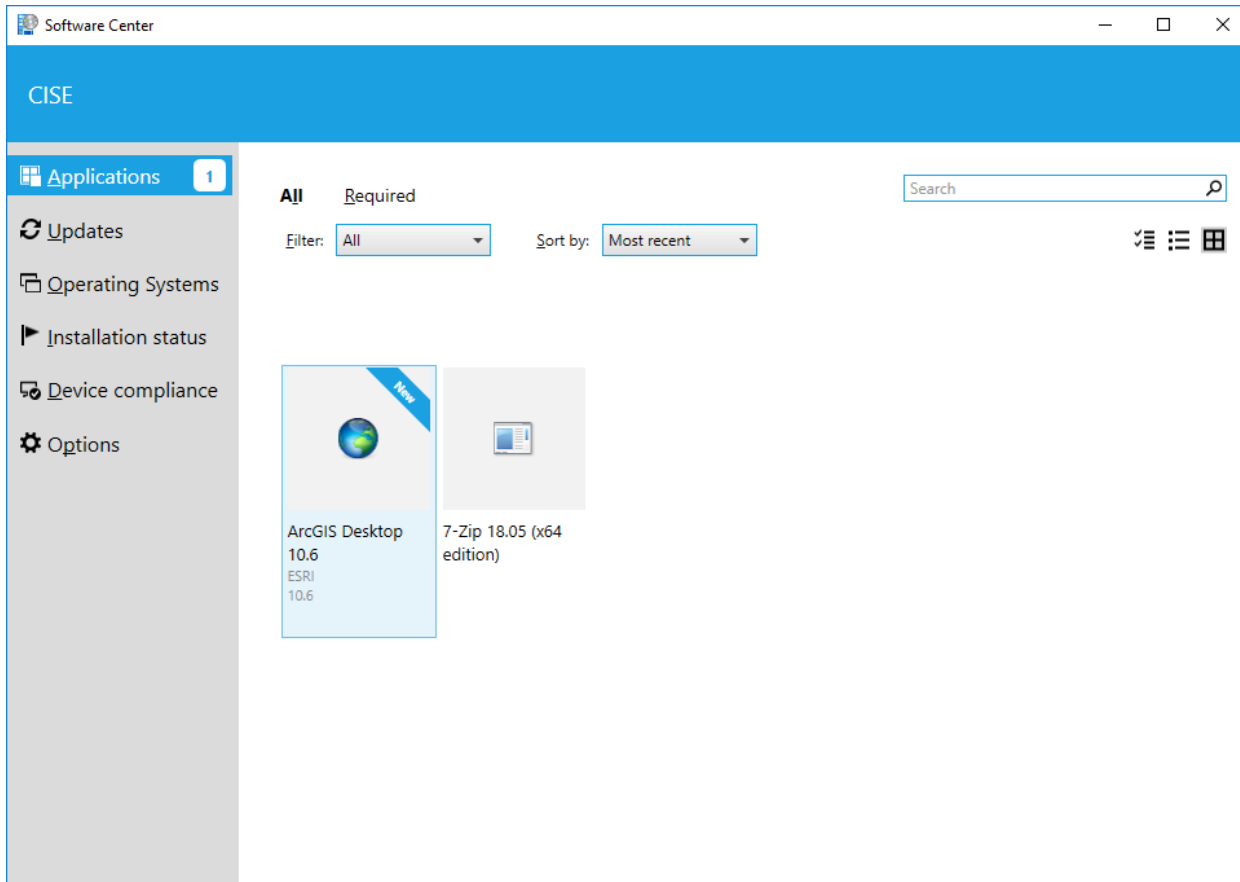 Software Center
CISE
Applications 1
Updates
Operating Systems
Installation status
Device compliance
Options
All Required
Search
Filter: All Sort by: Most recent
New
ArcGIS Desktop
10.6
ESRI
10.6
7-Zip 18.05 (x64
edition)